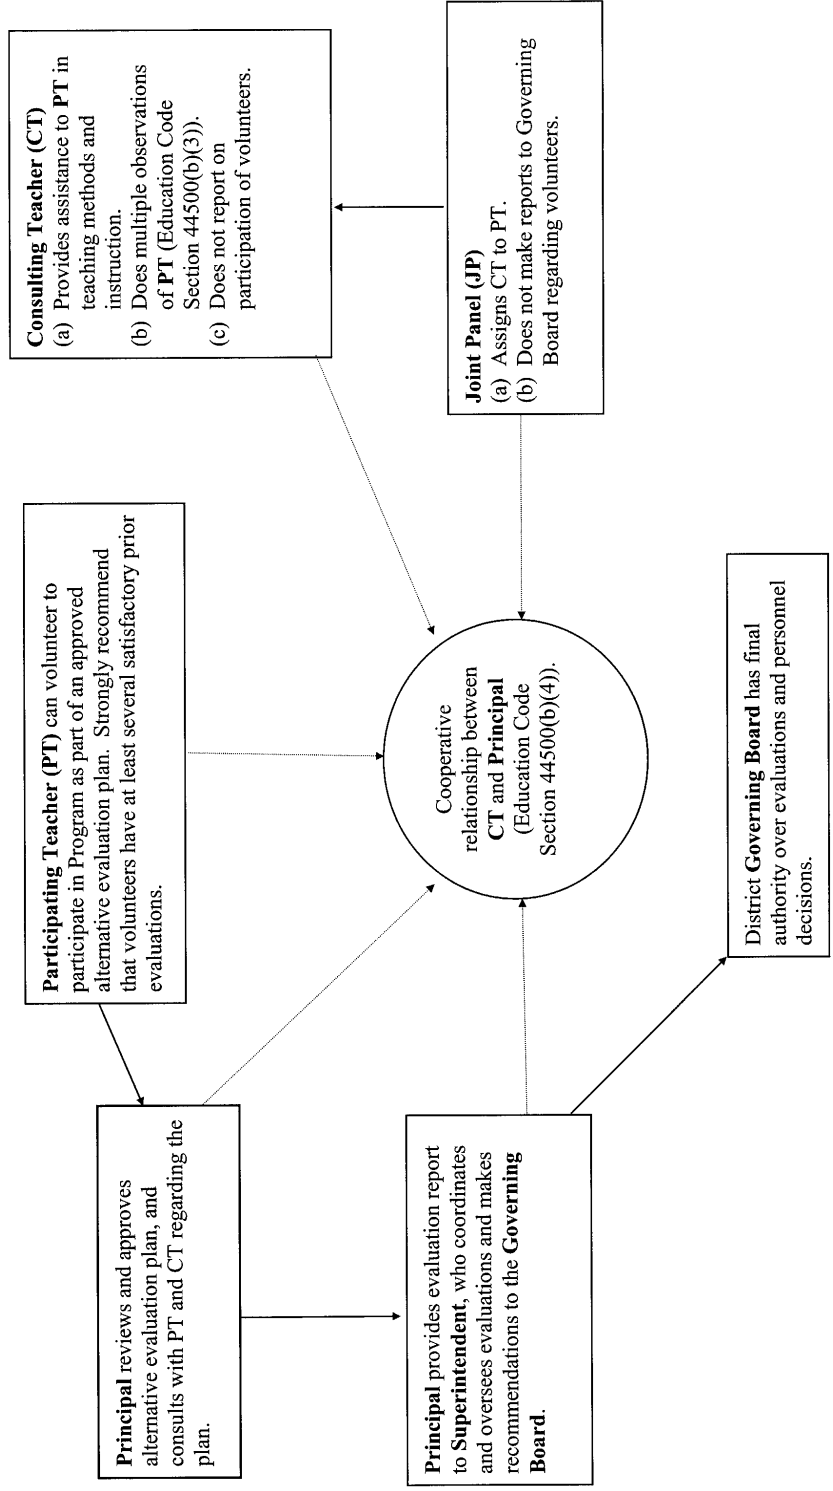 Participating Teacher (PT) can volunteer to
participate in Program as part of an approved
alternative evaluation plan.  Strongly recommend
that volunteers have at least several satisfactory prior
evaluations.
Consulting Teacher (CT)
(a) Provides assistance to PT in
teaching methods and
instruction.
(b) Does multiple observations
of PT (Education Code
Section 44500(b)(3)).
(c) Does not report on
participation of volunteers.
Principal reviews and approves
alternative evaluation plan, and
consults with PT and CT regarding the
plan.
Cooperative
relationship between
CT and Principal
(Education Code
Section 44500(b)(4)).
Joint Panel (JP)
(a) Assigns CT to PT.
(b) Does not make reports to Governing
Board regarding volunteers.
Principal provides evaluation report
to Superintendent, who coordinates
and oversees evaluations and makes
recommendations to the Governing
Board.
District Governing Board has final
authority over evaluations and personnel
decisions.